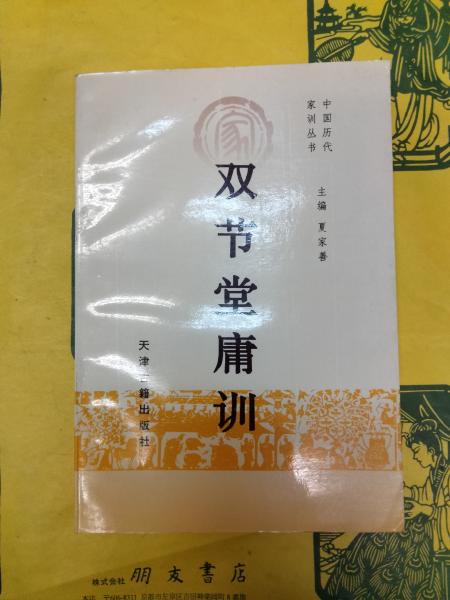 中国历代
家训丛书
主编 夏家善
家
双节堂庸训
天津古籍出版社
株式会社 朋友書店